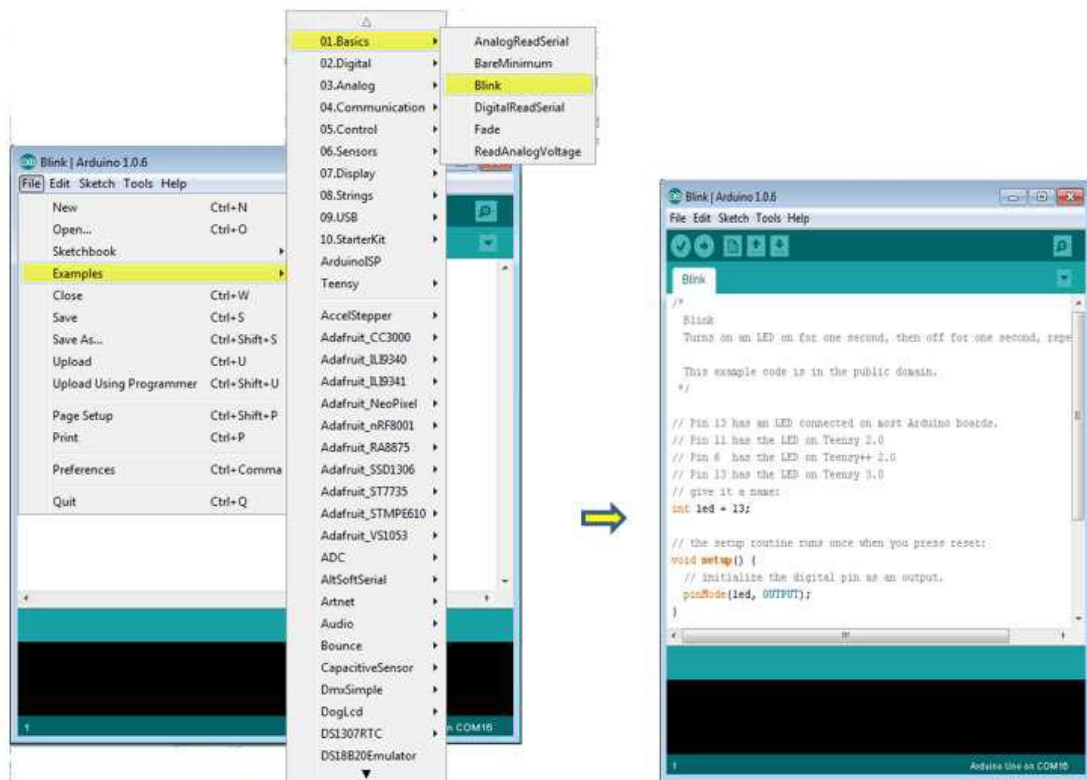 01.Basics
02.Digital
03.Analog
04.Communication
05.Control
06.Sensors
07.Display
08.Strings
09.USB
10.StarterKit
ArduinoISP
Teensy
AccelStepper
Adafruit_CC3000
Adafruit_ILI9340
Adafruit_ILI9341
Adafruit_NeoPixel
Adafruit_nRF8001
Adafruit_RA8875
Adafruit_SSD1306
Adafruit_ST7735
Adafruit_STMPE610
Adafruit_VS1053
ADC
AltSoftSerial
Artnet
Audio
Bounce
CapacitiveSensor
DmxSimple
DogLcd
DS1307RTC
DS18B20Emulator
AnalogReadSerial
BareMinimum
Blink
DigitalReadSerial
Fade
ReadAnalogVoltage
Blink | Arduino 1.0.6
File Edit Sketch Tools Help
New Ctrl+N
Open... Ctrl+O
Sketchbook
Examples
Close Ctrl+W
Save Ctrl+S
Save As... Ctrl+Shift+S
Upload Ctrl+U
Upload Using Programmer Ctrl+Shift+U
Page Setup Ctrl+Shift+P
Print Ctrl+P
Preferences Ctrl+Comma
Quit Ctrl+Q
1 n COM16
Blink | Arduino 1.0.6
File Edit Sketch Tools Help
Blink
/*
Blink
Turns on an LED on for one second, then off for one second, repe
This example code is in the public domain.
*/
// Pin 13 has an LED connected on most Arduino boards.
// Pin 11 has the LED on Teensy 2.0
// Pin 6 has the LED on Teensy++ 2.0
// Pin 13 has the LED on Teensy 3.0
// give it a name:
int led = 13;
// the setup routine runs once when you press reset:
void setup() {
// initialize the digital pin as an output.
pinMode(led, OUTPUT);
}
1 Arduino Uno on COM16